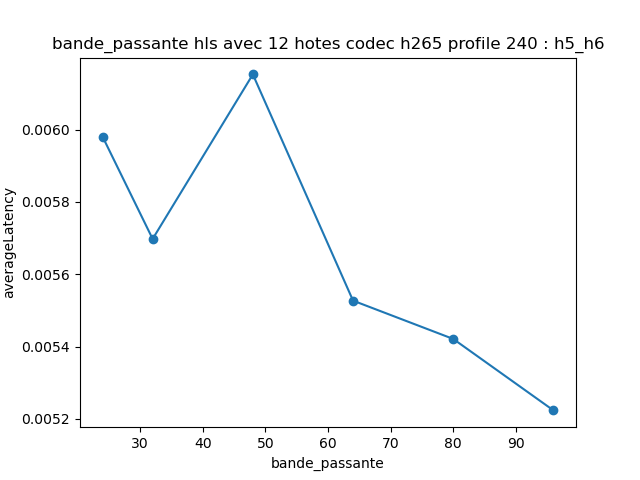 bande_passante hls avec 12 hotes codec h265 profile 240 : h5_h6
0.0060
0.0058
0.0056
0.0054
0.0052
averageLatency
30 40 50 60 70 80 90
bande_passante